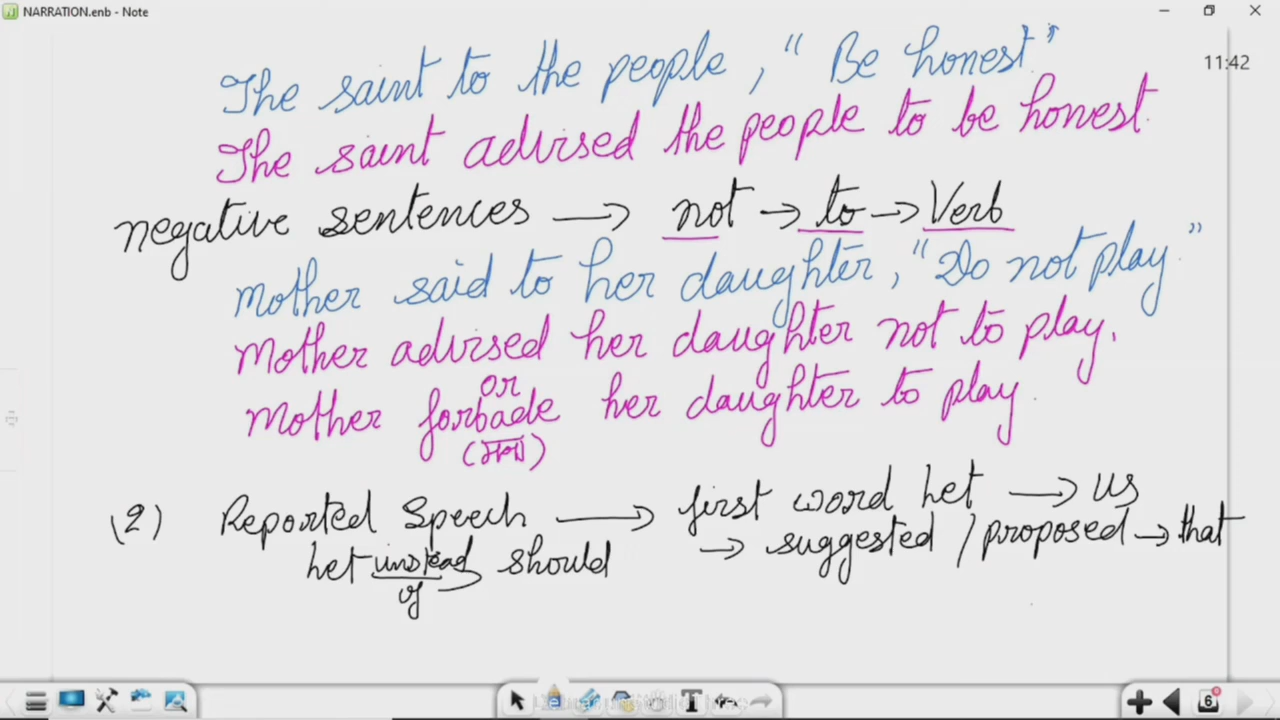 NARRATION.enb - Note
11:42
The saint to the people, "Be honest"
The saint advised the people to be honest.
negative sentences → not → to → Verb
Mother said to her daughter, "Do not play."
Mother advised her daughter not to play.
or
Mother forbade her daughter to play.
(मना)
(2) Reported Speech → first word Let → us
→ suggested / proposed → that
Let instead of → should
6